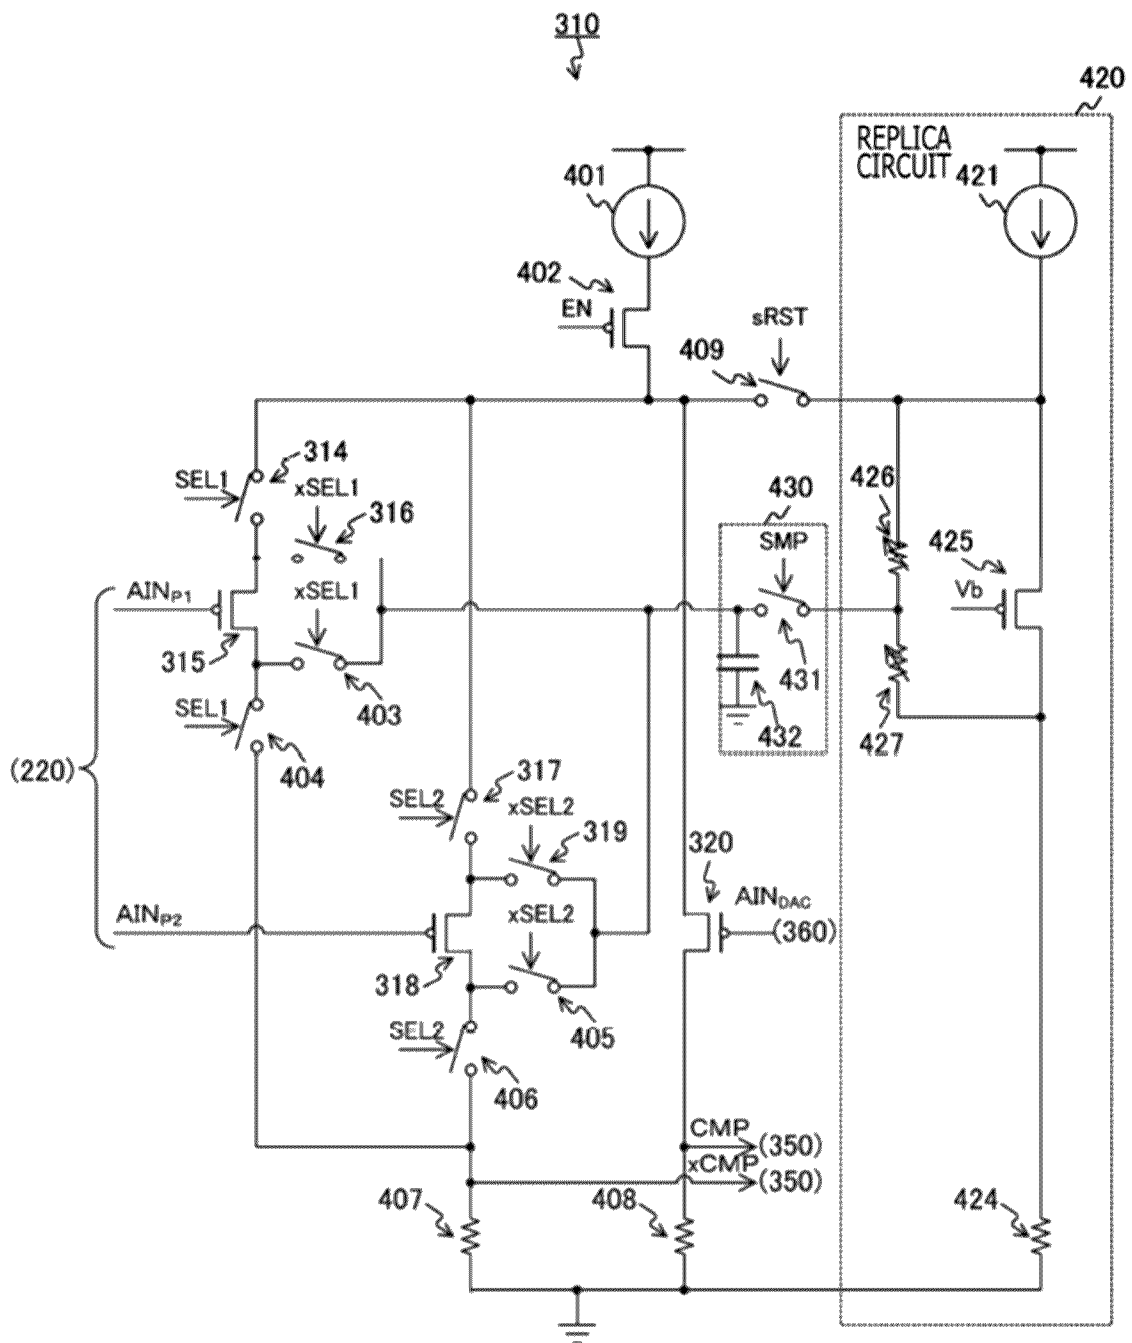 310
420
REPLICA
CIRCUIT
401
421
402
EN
sRST
409
SEL1
314
xSEL1
316
430
426
SMP
425
Vb
AINP1
xSEL1
315
403
431
SEL1
432
427
(220)
404
317
SEL2
xSEL2
319
320
AINDAC
(360)
xSEL2
AINP2
318
SEL2
405
406
CMP
(350)
xCMP
(350)
407
408
424